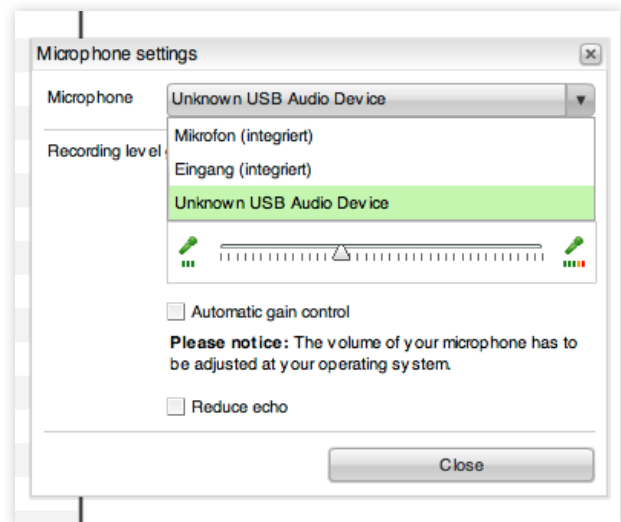 Microphone settings
Microphone
Unknown USB Audio Device
Mikrofon (integriert)
Recording level
Eingang (integriert)
Unknown USB Audio Device
Automatic gain control
Please notice: The volume of your microphone has to
be adjusted at your operating system.
Reduce echo
Close